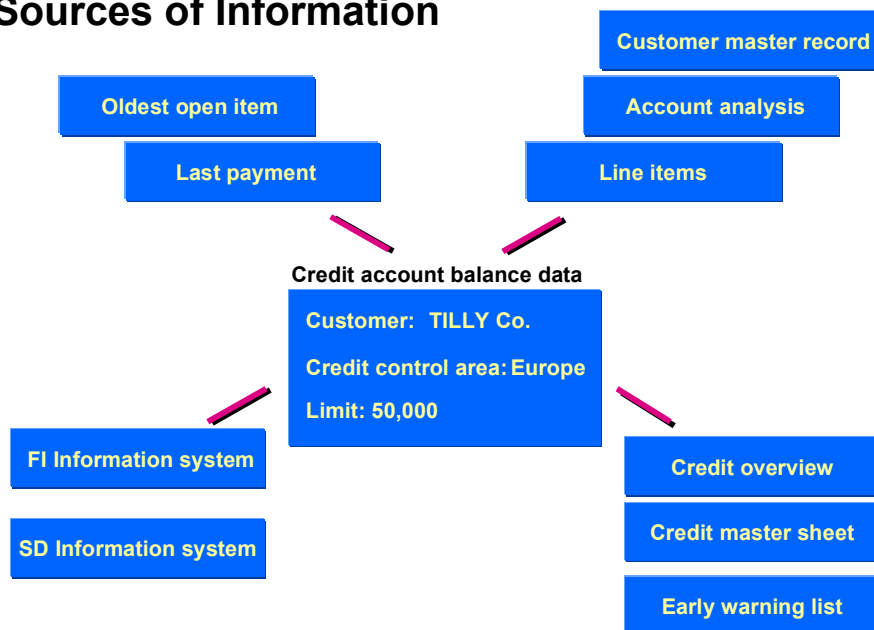 Sources of Information
Customer master record
Oldest open item
Account analysis
Last payment
Line items
Credit account balance data
Customer: TILLY Co.
Credit control area: Europe
Limit: 50,000
FI Information system
Credit overview
SD Information system
Credit master sheet
Early warning list